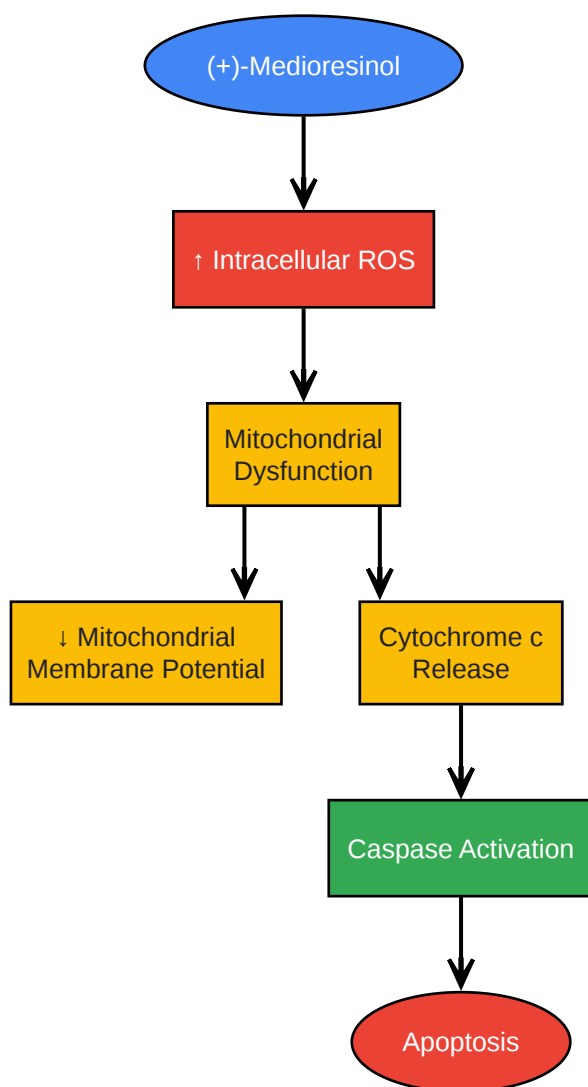 (+)-Medioresinol
↑ Intracellular ROS
Mitochondrial
Dysfunction
↓ Mitochondrial
Membrane Potential
Cytochrome c
Release
Caspase Activation
Apoptosis